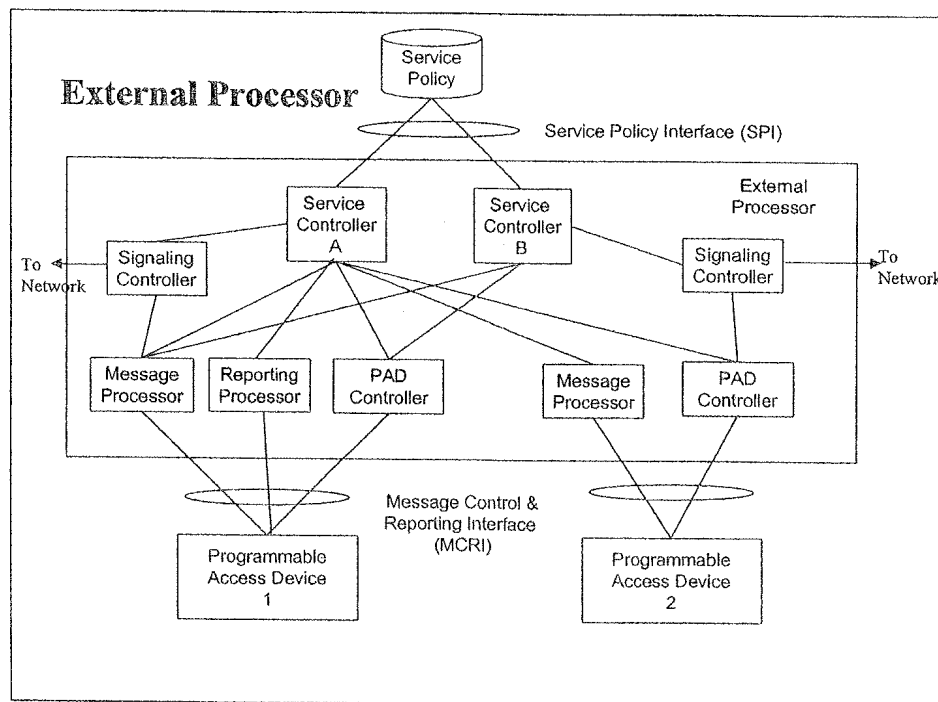 Service
Policy
External Processor
Service Policy Interface (SPI)
External
Processor
Service
Controller
A
Service
Controller
B
Signaling
Controller
Signaling
Controller
To
Network
To
Network
Message
Processor
Reporting
Processor
PAD
Controller
Message
Processor
PAD
Controller
Message Control &
Reporting Interface
(MCRI)
Programmable
Access Device
1
Programmable
Access Device
2